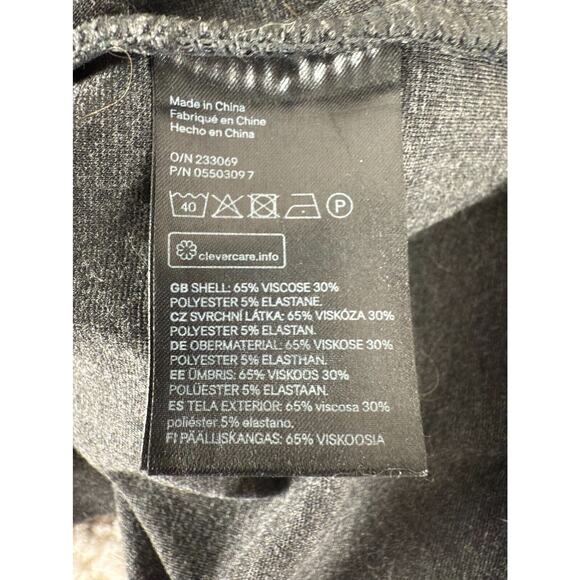 Made in China
Fabriqué en Chine
Hecho en China
O/N 233069
P/N 0550309 7
40 P
clevercare.info
GB SHELL: 65% VISCOSE 30%
POLYESTER 5% ELASTANE.
CZ SVRCHNÍ LÁTKA: 65% VISKÓZA 30%
POLYESTER 5% ELASTAN.
DE OBERMATERIAL: 65% VISKOSE 30%
POLYESTER 5% ELASTHAN.
EE ÜMBRIS: 65% VISKOOS 30%
POLÜESTER 5% ELASTAAN.
ES TELA EXTERIOR: 65% viscosa 30%
poliéster 5% elastano.
FI PÄÄLLISKANGAS: 65% VISKOOSIA